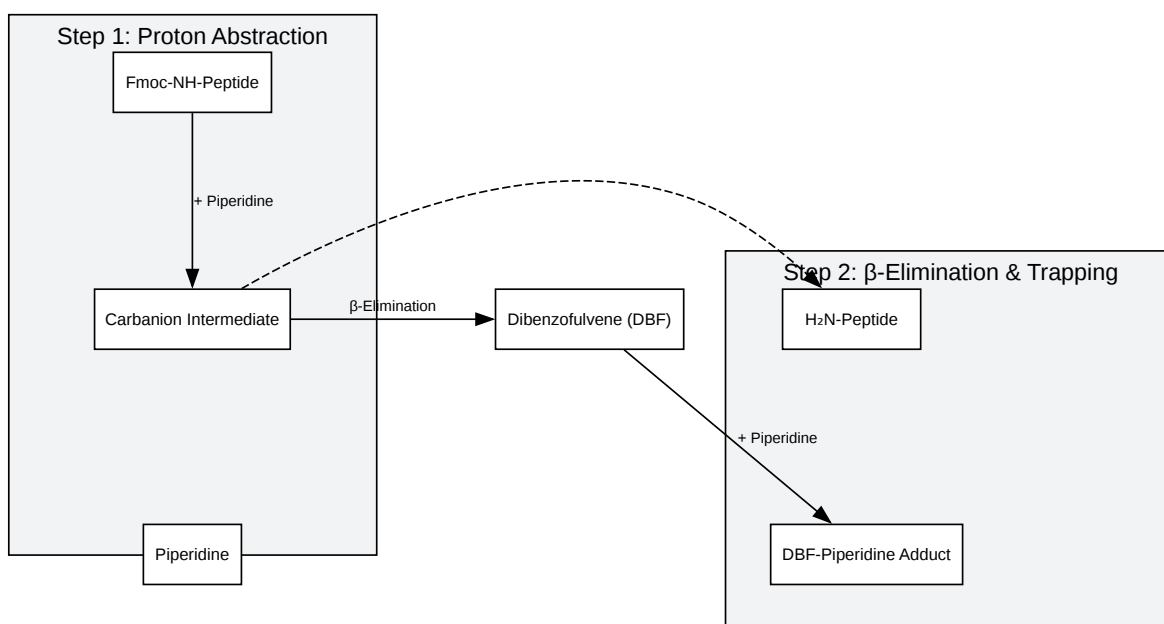 Step 1: Proton Abstraction
Fmoc-NH-Peptide
+ Piperidine
Carbanion Intermediate
β-Elimination
Dibenzofulvene (DBF)
Step 2: β-Elimination & Trapping
H₂N-Peptide
+ Piperidine
Piperidine
DBF-Piperidine Adduct